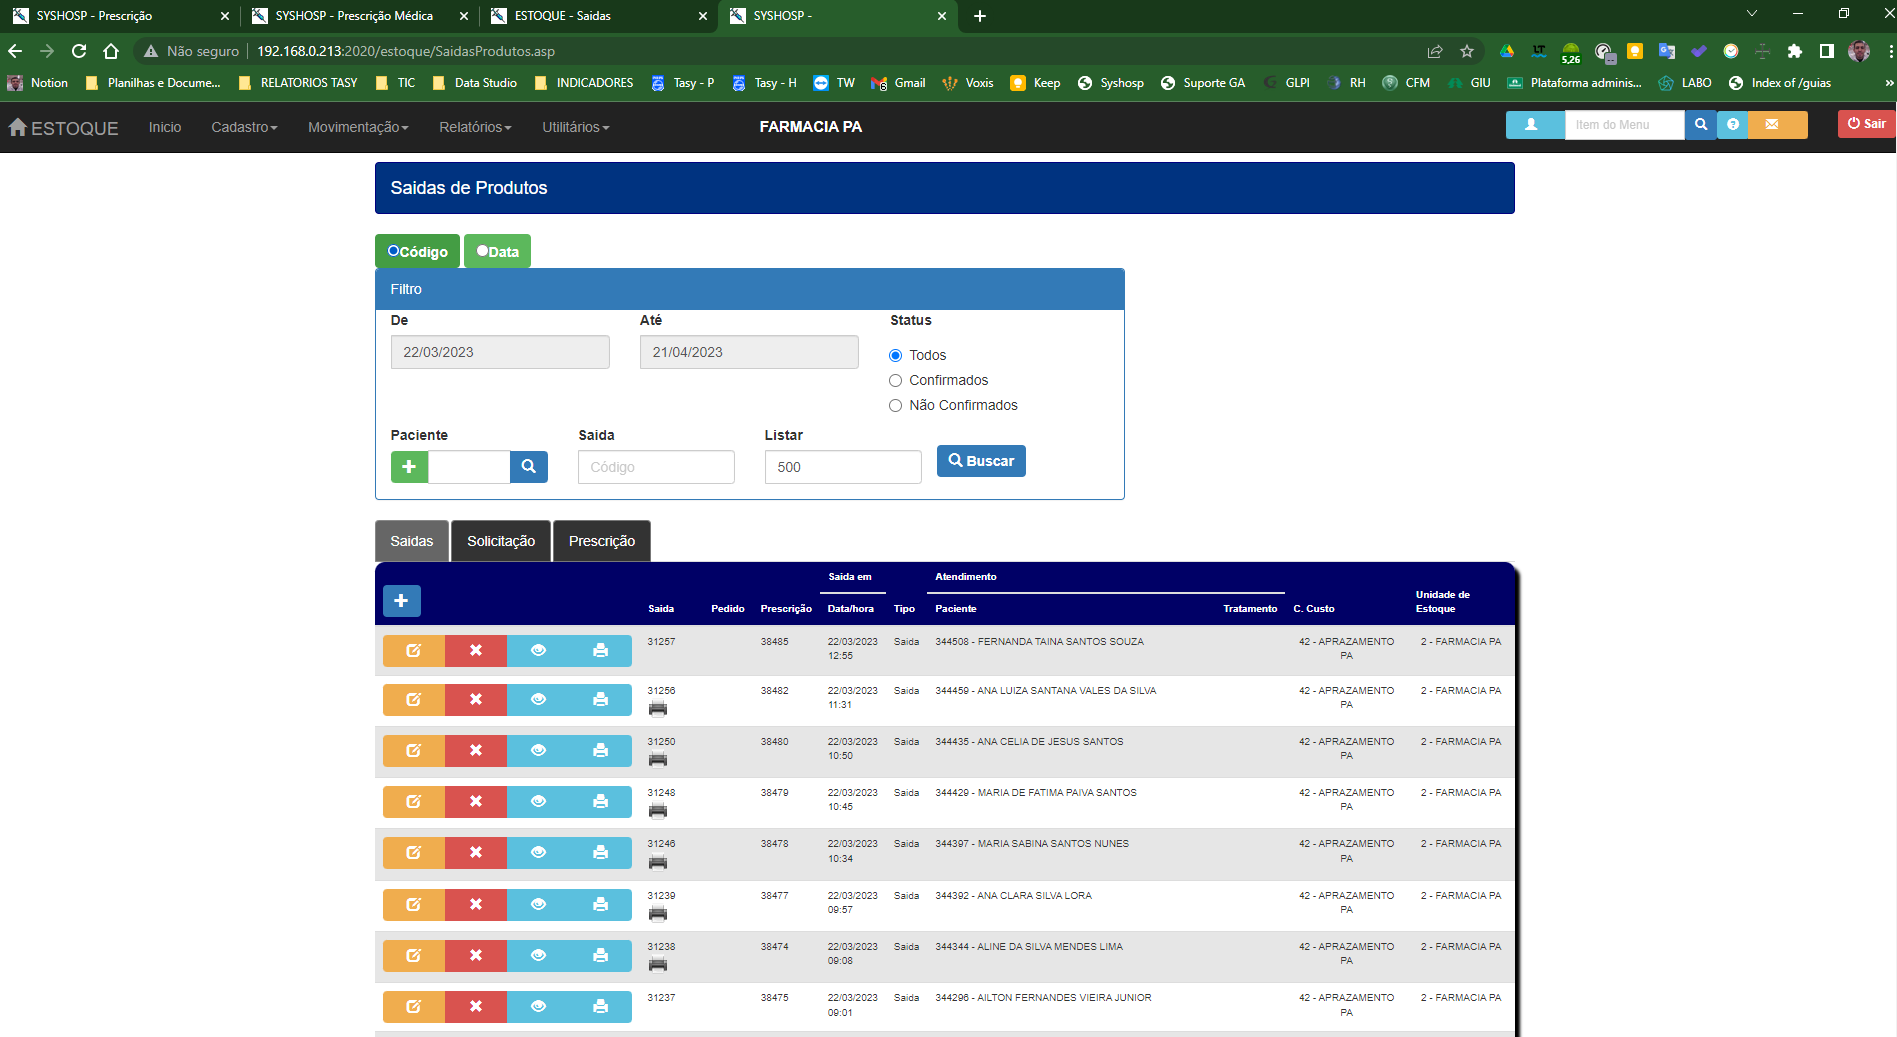 SYSHOSP - Prescrição
SYSHOSP - Prescrição Médica
ESTOQUE - Saidas
SYSHOSP -
Não seguro
192.168.0.213:2020/estoque/SaidasProdutos.asp
5,26
Notion
Planilhas e Docume...
RELATORIOS TASY
TIC
Data Studio
INDICADORES
Tasy - P
Tasy - H
TW
Gmail
Voxis
Keep
Syshosp
Suporte GA
GLPI
RH
CFM
GIU
Plataforma adminis...
LABO
Index of /guias
ESTOQUE
Inicio
Cadastro
Movimentação
Relatórios
Utilitários
FARMACIA PA
Item do Menu
Sair
Saidas de Produtos
Código
Data
Filtro
De
Até
Status
22/03/2023
21/04/2023
Todos
Confirmados
Não Confirmados
Paciente
Saida
Listar
Código
500
Buscar
Saidas
Solicitação
Prescrição
Saida em
Atendimento
Saida
Pedido
Prescrição
Data/hora
Tipo
Paciente
Tratamento
C. Custo
Unidade de
Estoque
31257 38485 22/03/2023 Saida 344508 - FERNANDA TAINA SANTOS SOUZA 42 - APRAZAMENTO 2 - FARMACIA PA
12:55 PA
31256 38482 22/03/2023 Saida 344459 - ANA LUIZA SANTANA VALES DA SILVA 42 - APRAZAMENTO 2 - FARMACIA PA
11:31 PA
31250 38480 22/03/2023 Saida 344435 - ANA CELIA DE JESUS SANTOS 42 - APRAZAMENTO 2 - FARMACIA PA
10:50 PA
31248 38479 22/03/2023 Saida 344429 - MARIA DE FATIMA PAIVA SANTOS 42 - APRAZAMENTO 2 - FARMACIA PA
10:45 PA
31246 38478 22/03/2023 Saida 344397 - MARIA SABINA SANTOS NUNES 42 - APRAZAMENTO 2 - FARMACIA PA
10:34 PA
31239 38477 22/03/2023 Saida 344392 - ANA CLARA SILVA LORA 42 - APRAZAMENTO 2 - FARMACIA PA
09:57 PA
31238 38474 22/03/2023 Saida 344344 - ALINE DA SILVA MENDES LIMA 42 - APRAZAMENTO 2 - FARMACIA PA
09:08 PA
31237 38475 22/03/2023 Saida 344296 - AILTON FERNANDES VIEIRA JUNIOR 42 - APRAZAMENTO 2 - FARMACIA PA
09:01 PA